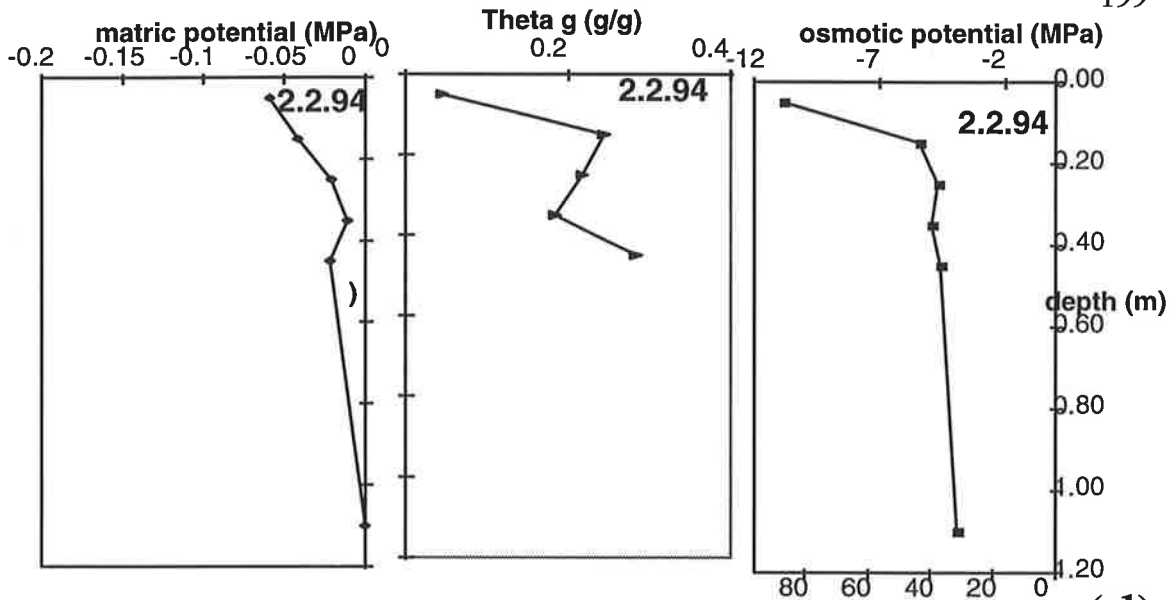 199
matric potential (MPa)
-0.2 -0.15 -0.1 -0.05 0
2.2.94
)
Theta g (g/g)
0 0.2 0.4
2.2.94
osmotic potential (MPa)
-12 -7 -2
2.2.94
0.00
0.20
0.40
depth (m)
0.60
0.80
1.00
1.20
80 60 40 20 0